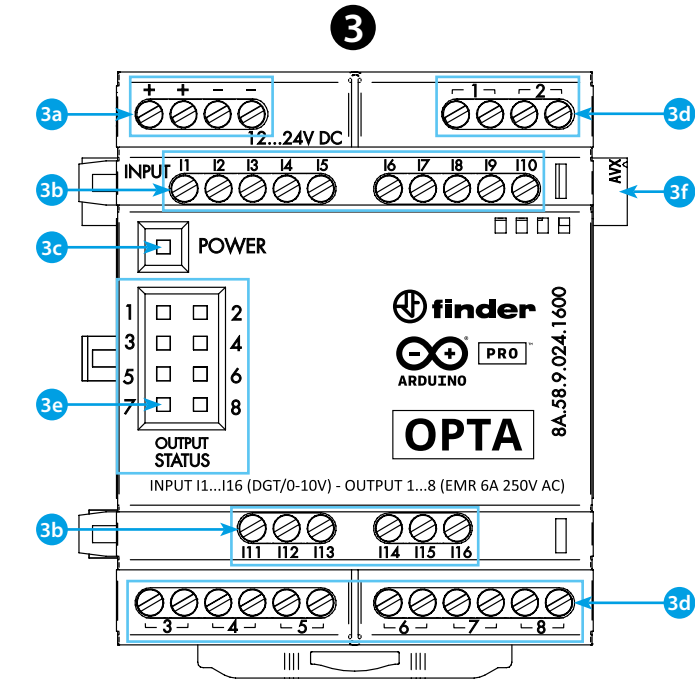 3
+ + − −
1 2
3a
3d
12...24V DC
INPUT I1 I2 I3 I4 I5 I6 I7 I8 I9 I10
AUX
3b
3f
3c
POWER
1 2
3 4
5 6
7 8
3e
OUTPUT
STATUS
finder
ARDUINO
PRO™
OPTA
8A.58.9.024.1600
INPUT I1...I16 (DGT/0-10V) - OUTPUT 1...8 (EMR 6A 250V AC)
3b
I11 I12 I13 I14 I15 I16
3d
3 4 5 6 7 8